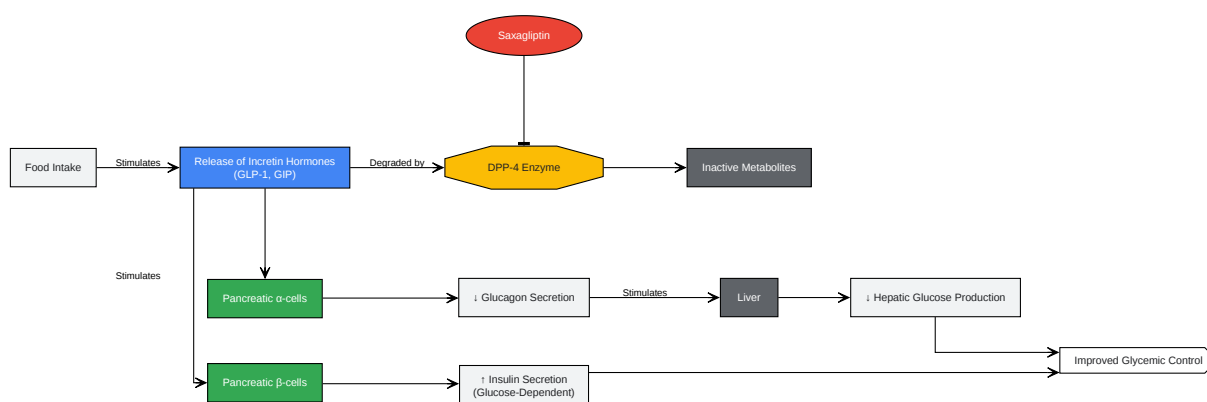 Saxagliptin
Food Intake
Stimulates
Release of Incretin Hormones
(GLP-1, GIP)
Degraded by
DPP-4 Enzyme
Inactive Metabolites
Stimulates
Pancreatic α-cells
↓ Glucagon Secretion
Stimulates
Liver
↓ Hepatic Glucose Production
Improved Glycemic Control
Pancreatic β-cells
↑ Insulin Secretion
(Glucose-Dependent)